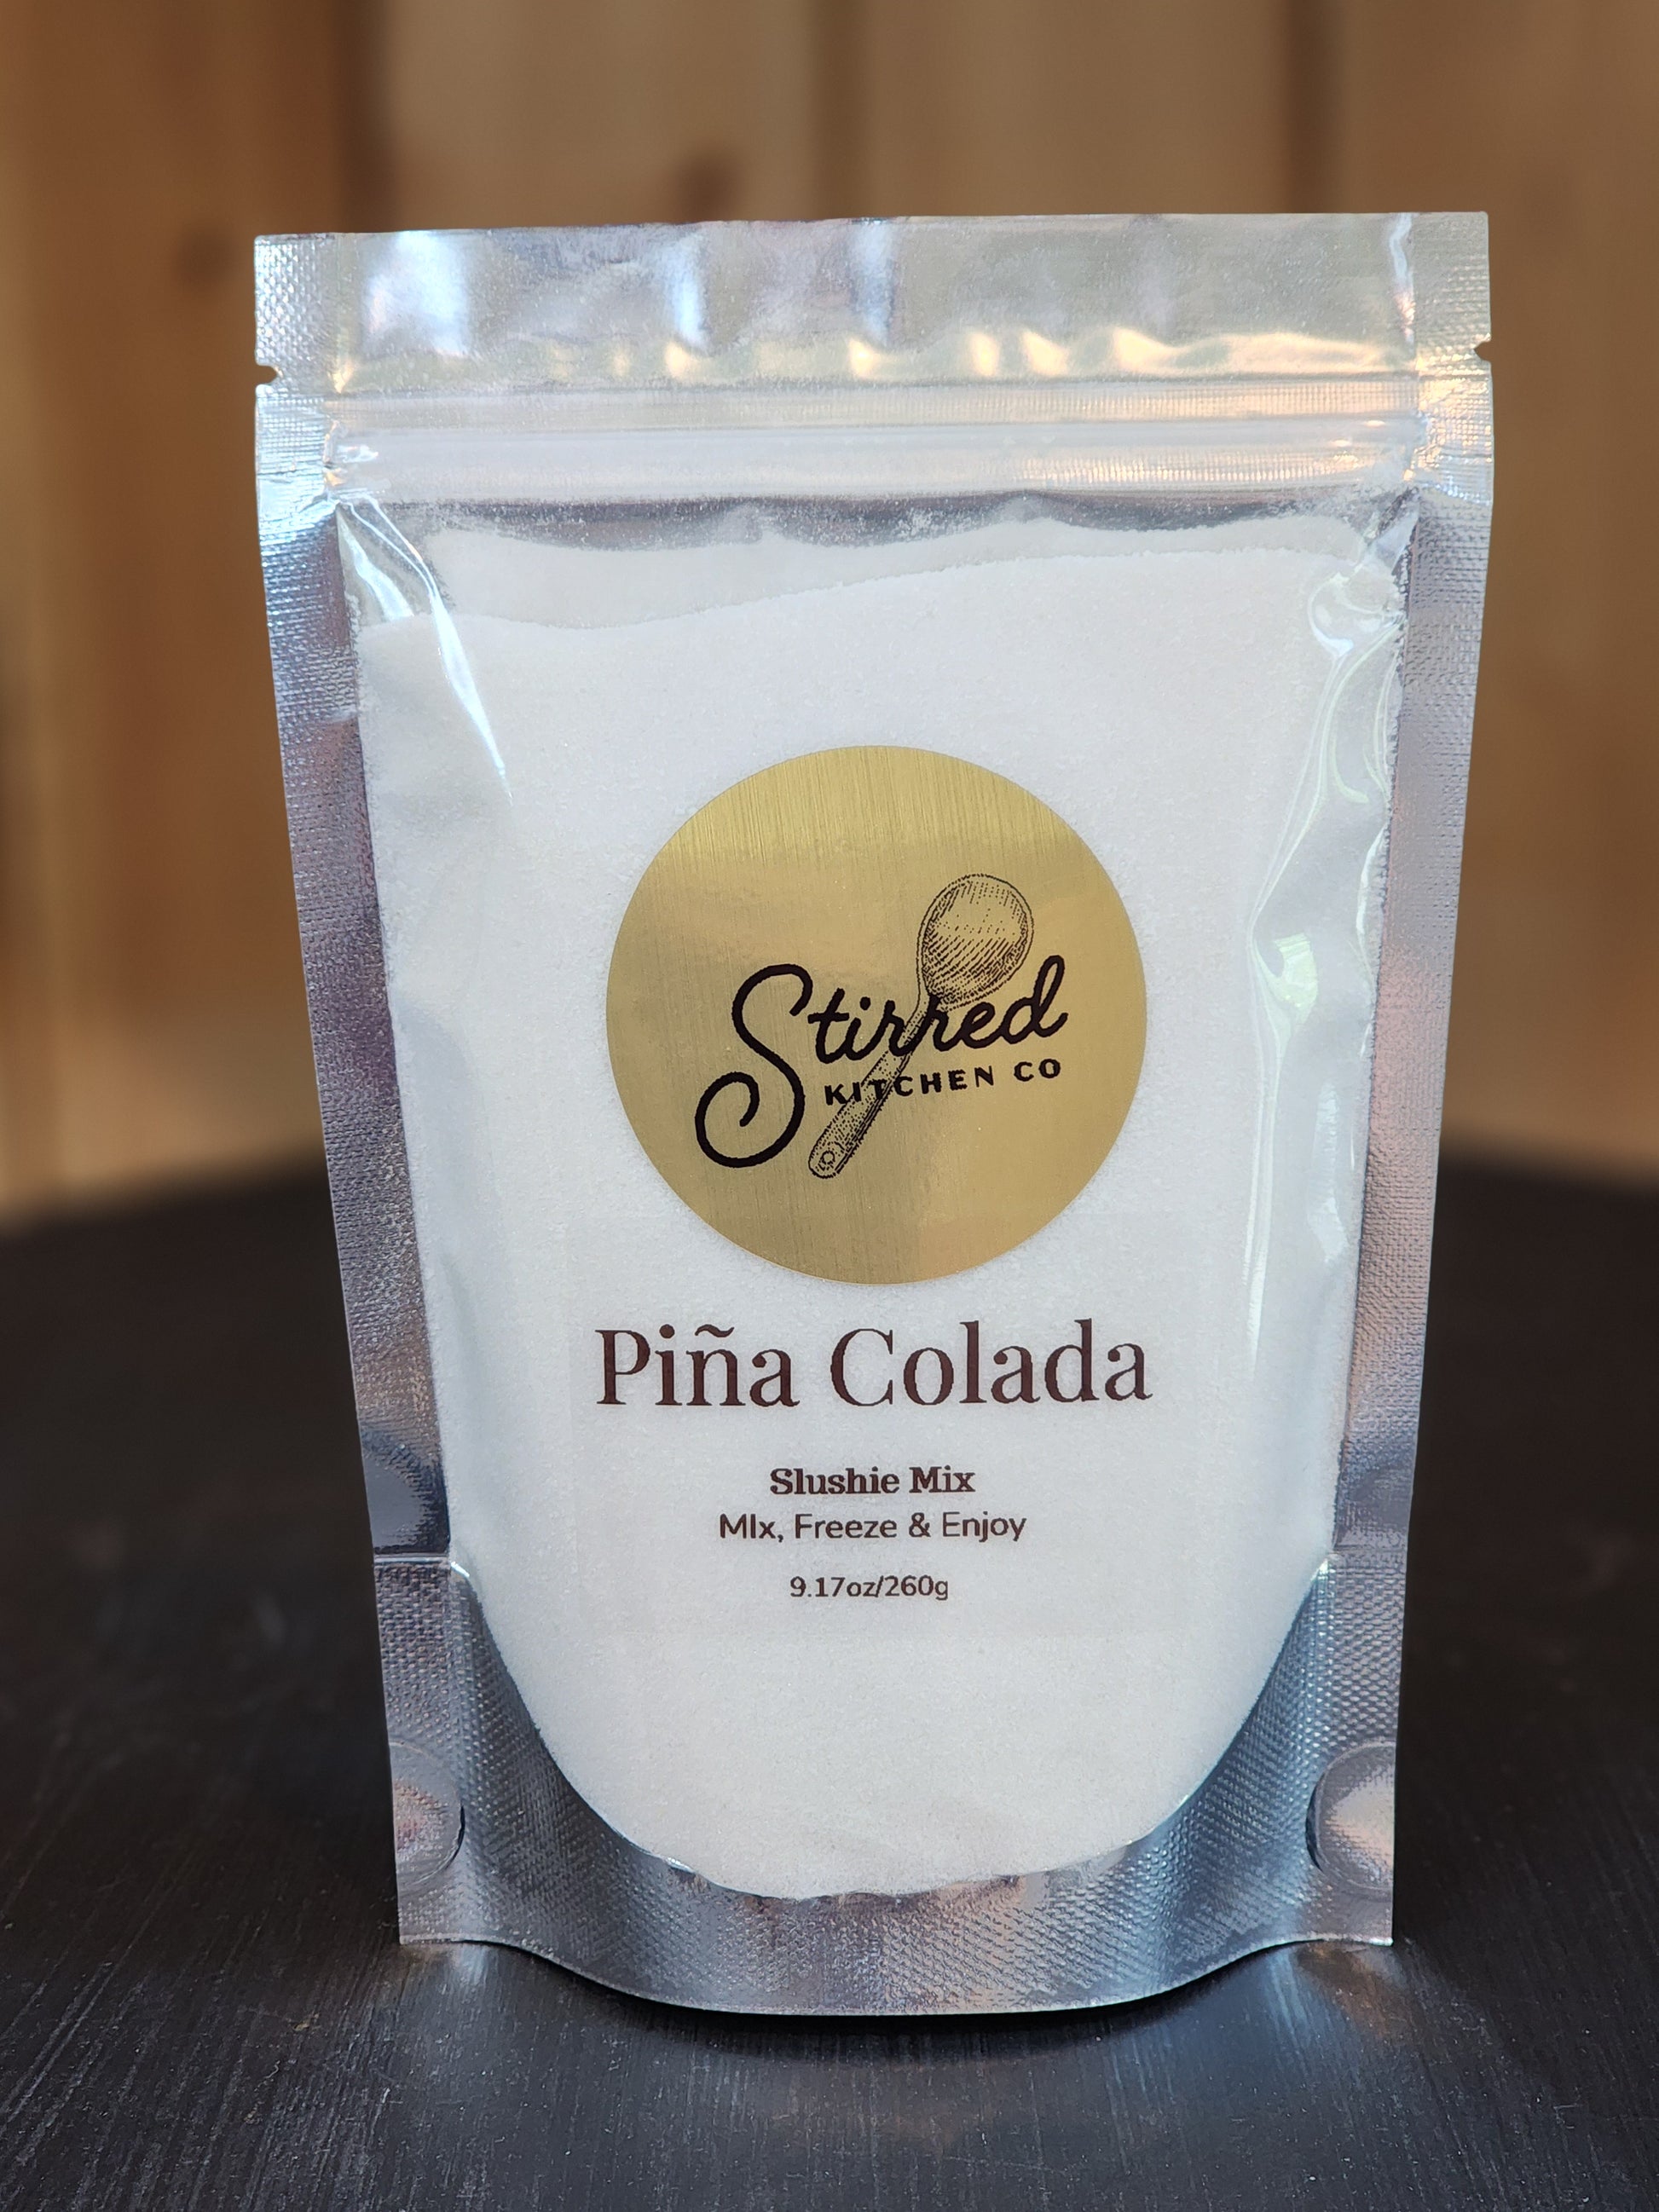 Stirred
KITCHEN CO
Piña Colada
Slushie Mix
MIx, Freeze & Enjoy
9.17oz/260g